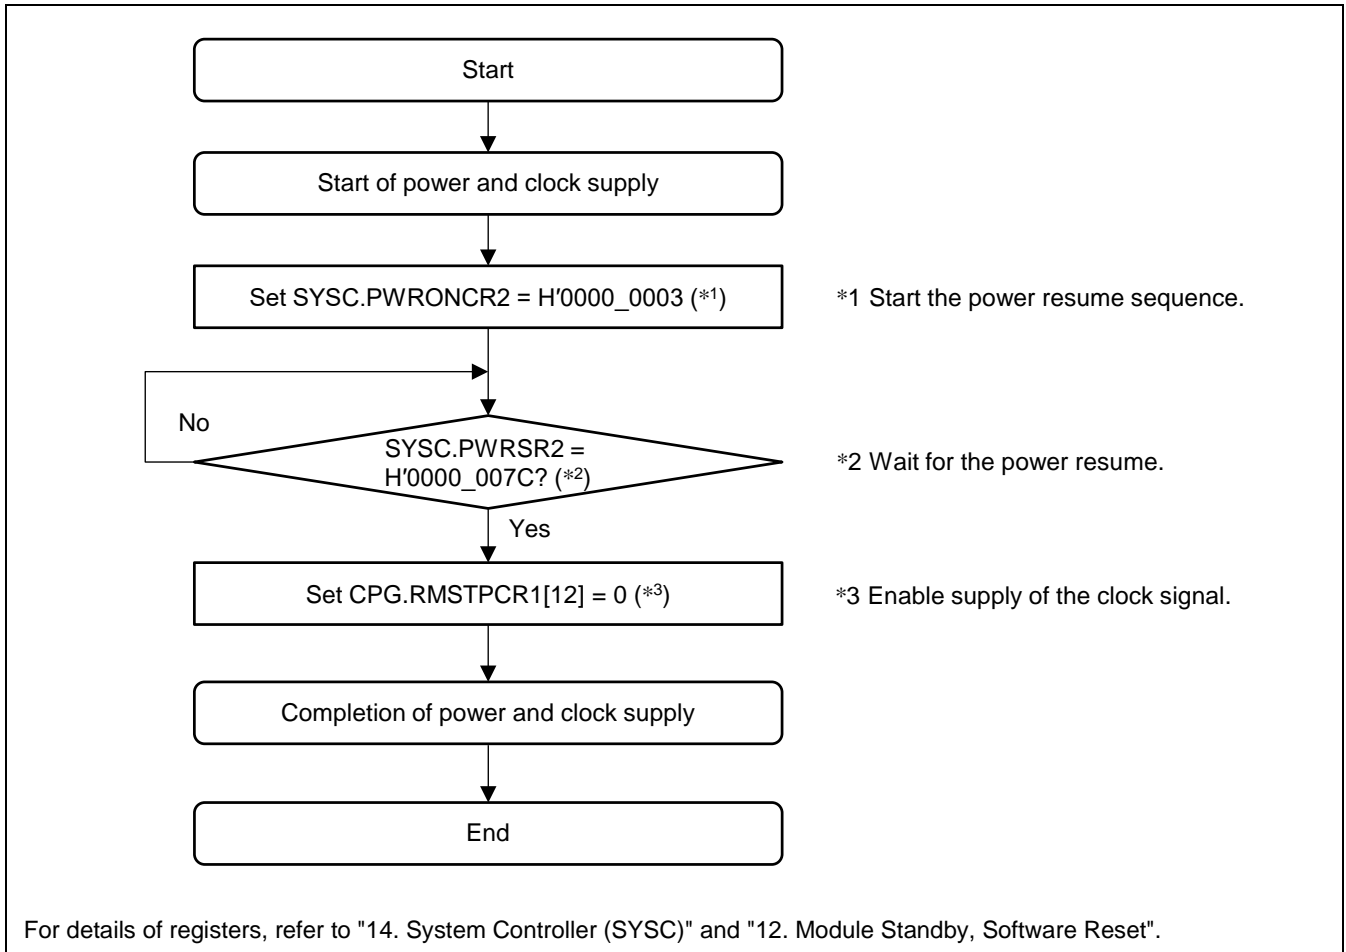 Start
Start of power and clock supply
Set SYSC.PWRONCR2 = H′0000_0003 (*1)
*1 Start the power resume sequence.
No
SYSC.PWRSR2 =
H′0000_007C? (*2)
*2 Wait for the power resume.
Yes
Set CPG.RMSTPCR1[12] = 0 (*3)
*3 Enable supply of the clock signal.
Completion of power and clock supply
End
For details of registers, refer to "14. System Controller (SYSC)" and "12. Module Standby, Software Reset".